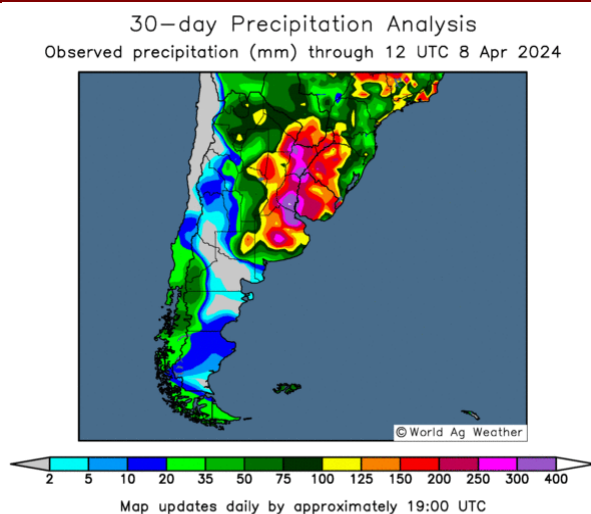 30-day Precipitation Analysis
Observed precipitation (mm) through 12 UTC 8 Apr 2024
©World Ag Weather
2 5 10 20 35 50 75 100 125 150 200 250 300 400
Map updates daily by approximately 19:00 UTC